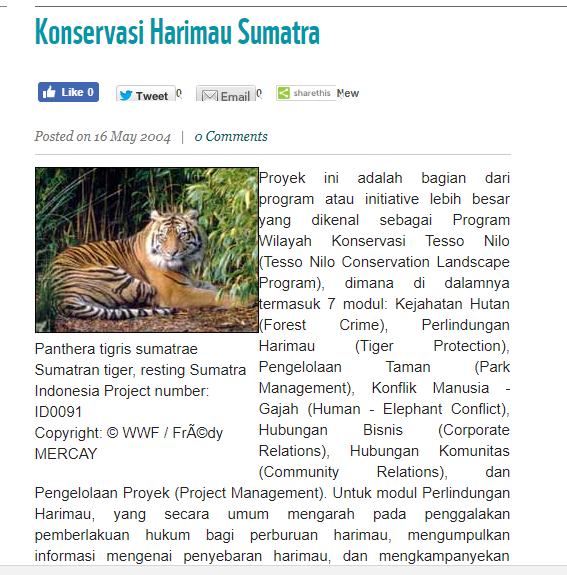 Konservasi Harimau Sumatra
Like 0
Tweet 0
Email 0
sharethis New
Posted on 16 May 2004 | 0 Comments
Proyek ini adalah bagian dari
program atau initiative lebih besar
yang dikenal sebagai Program
Wilayah Konservasi Tesso Nilo
(Tesso Nilo Conservation Landscape
Program), dimana di dalamnya
termasuk 7 modul: Kejahatan Hutan
(Forest Crime), Perlindungan
Harimau (Tiger Protection),
Pengelolaan Taman (Park
Management), Konflik Manusia -
Gajah (Human - Elephant Conflict),
Hubungan Bisnis (Corporate
Relations), Hubungan Komunitas
(Community Relations), dan
Panthera tigris sumatrae
Sumatran tiger, resting Sumatra
Indonesia Project number:
ID0091
Copyright: © WWF / FrÃ©dy
MERCAY
Pengelolaan Proyek (Project Management). Untuk modul Perlindungan
Harimau, yang secara umum mengarah pada penggalakan
pemberlakuan hukum bagi perburuan harimau, mengumpulkan
informasi mengenai penyebaran harimau, dan mengkampanyekan